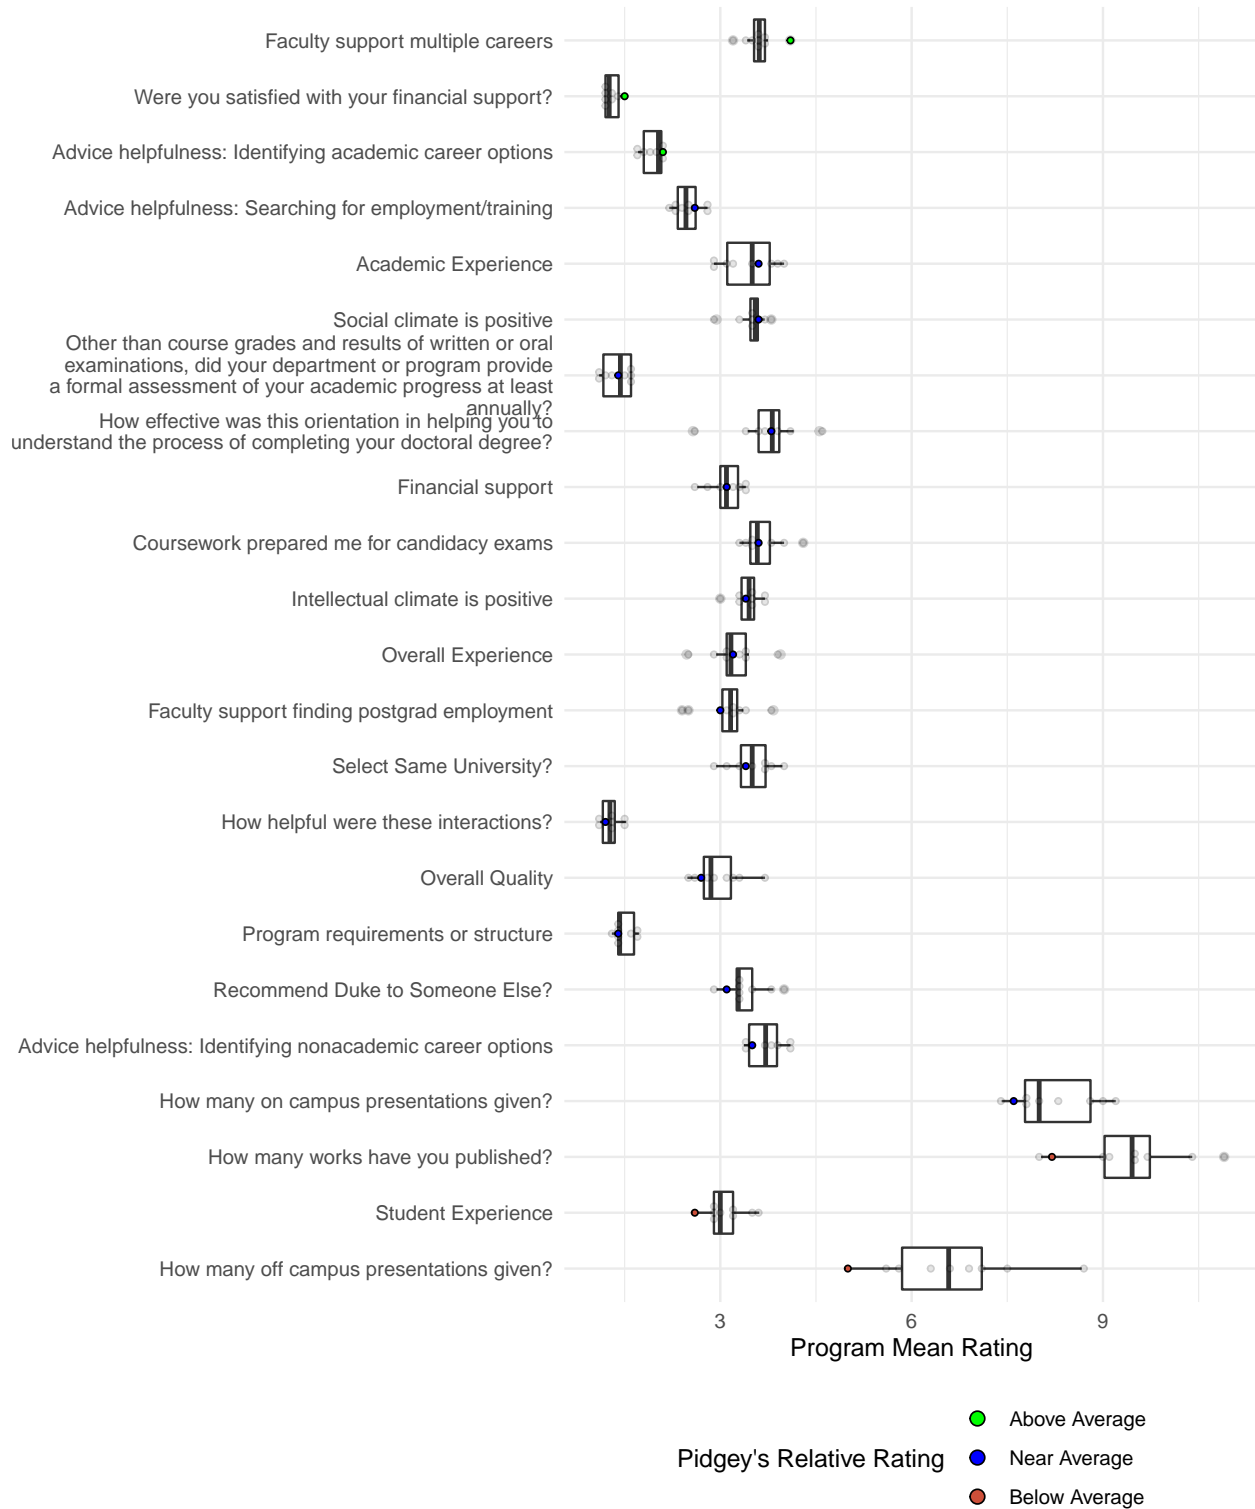 Faculty support multiple careers
Were you satisfied with your financial support?
Advice helpfulness: Identifying academic career options
Advice helpfulness: Searching for employment/training
Academic Experience
Social climate is positive
Other than course grades and results of written or oral
examinations, did your department or program provide
a formal assessment of your academic progress at least
annually?
How effective was this orientation in helping you to
understand the process of completing your doctoral degree?
Financial support
Coursework prepared me for candidacy exams
Intellectual climate is positive
Overall Experience
Faculty support finding postgrad employment
Select Same University?
How helpful were these interactions?
Overall Quality
Program requirements or structure
Recommend Duke to Someone Else?
Advice helpfulness: Identifying nonacademic career options
How many on campus presentations given?
How many works have you published?
Student Experience
How many off campus presentations given?
3 6 9
Program Mean Rating
Pidgey's Relative Rating
Above Average
Near Average
Below Average